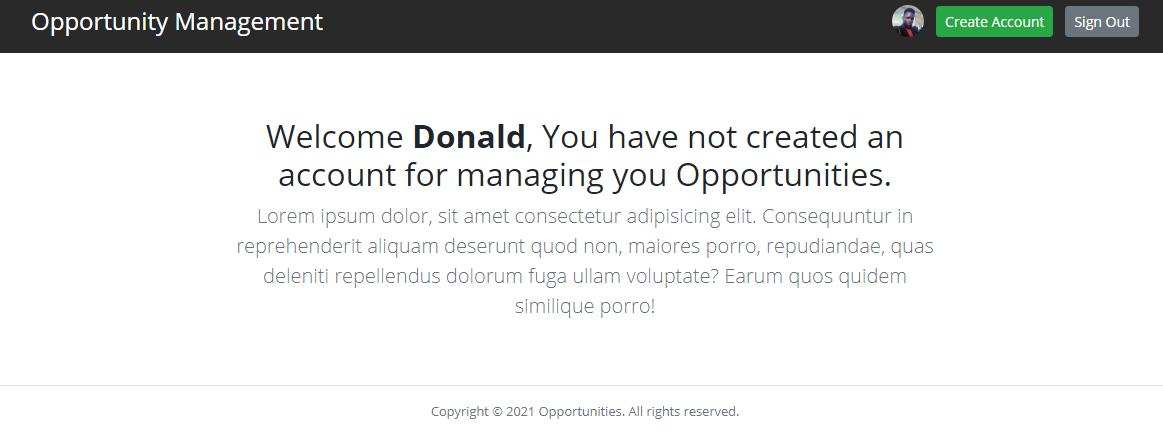 Opportunity Management
Create Account
Sign Out
Welcome Donald, You have not created an
account for managing you Opportunities.
Lorem ipsum dolor, sit amet consectetur adipisicing elit. Consequuntur in
reprehenderit aliquam deserunt quod non, maiores porro, repudiandae, quas
deleniti repellendus dolorum fuga ullam voluptate? Earum quos quidem
similique porro!
Copyright © 2021 Opportunities. All rights reserved.